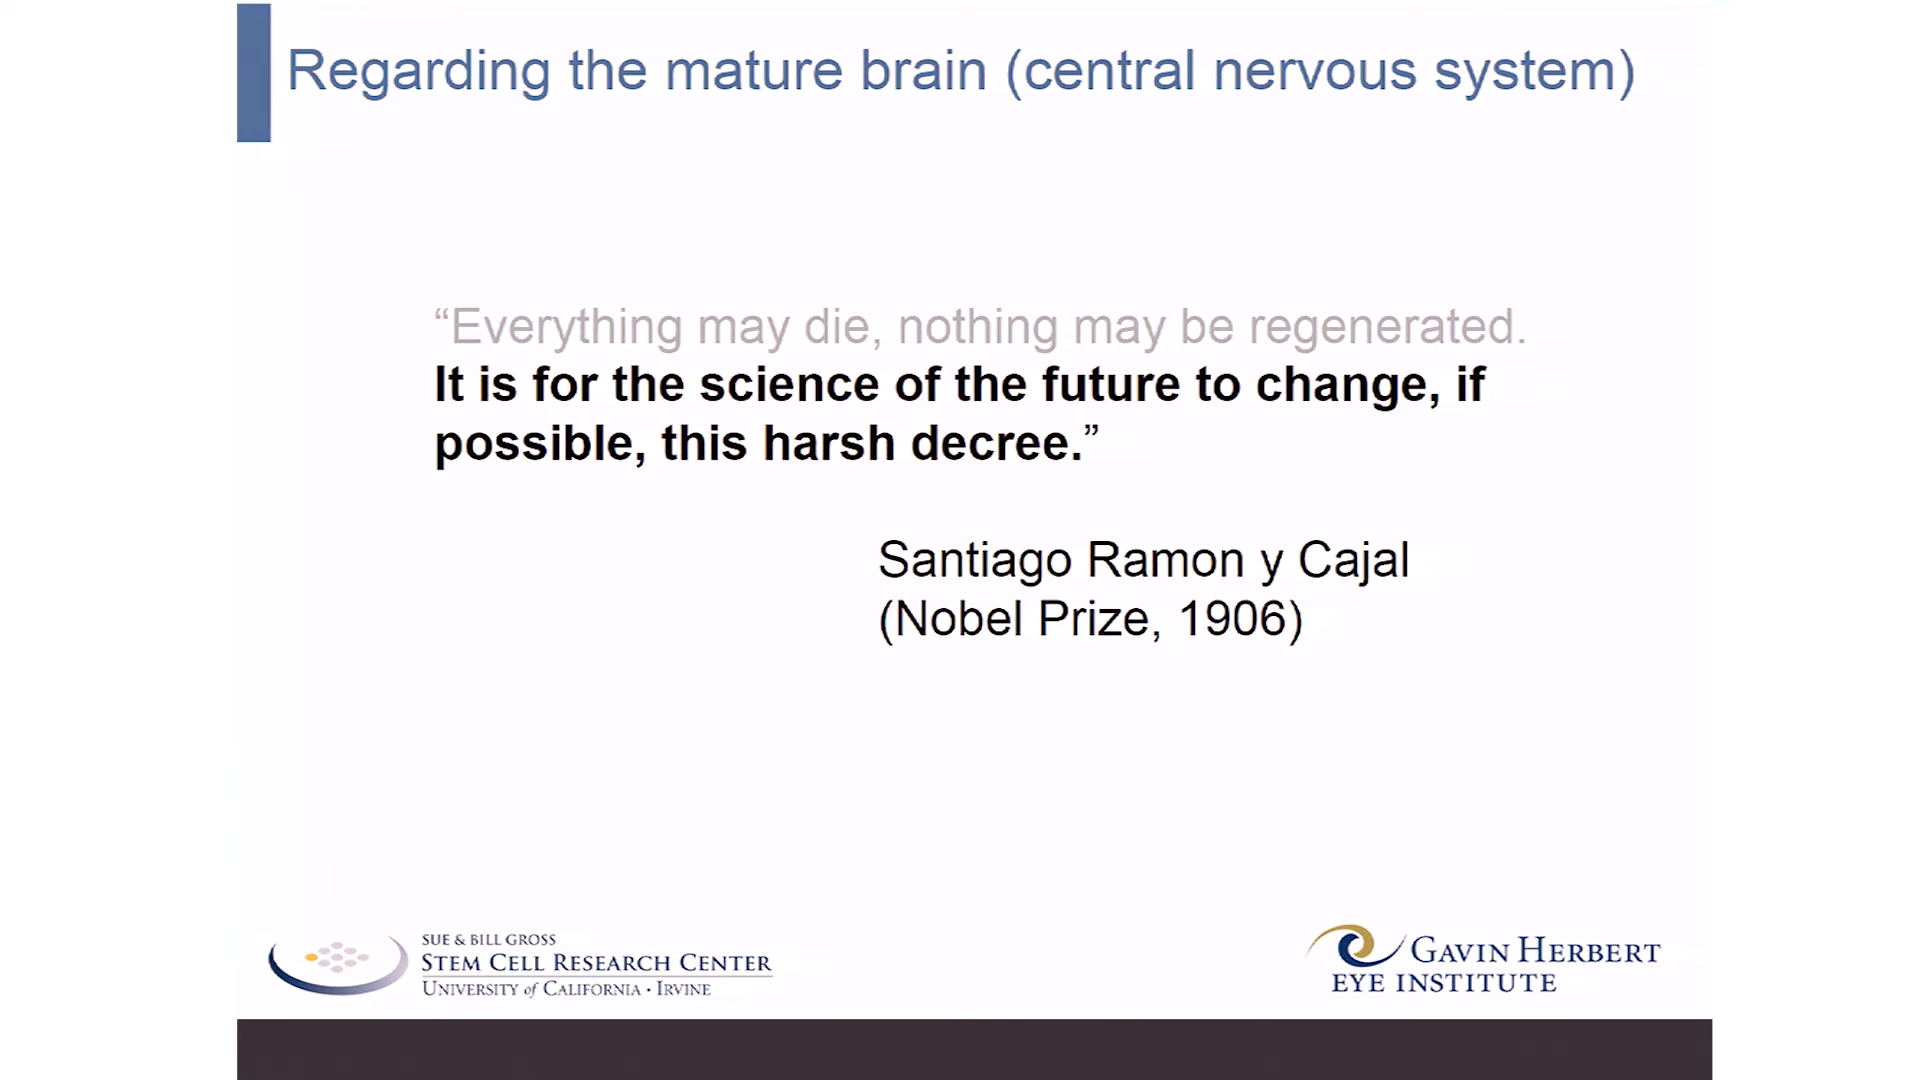 Regarding the mature brain (central nervous system)
“Everything may die, nothing may be regenerated.
It is for the science of the future to change, if
possible, this harsh decree.”
Santiago Ramon y Cajal
(Nobel Prize, 1906)
SUE & BILL GROSS
STEM CELL RESEARCH CENTER
UNIVERSITY of CALIFORNIA • IRVINE
GAVIN HERBERT
EYE INSTITUTE